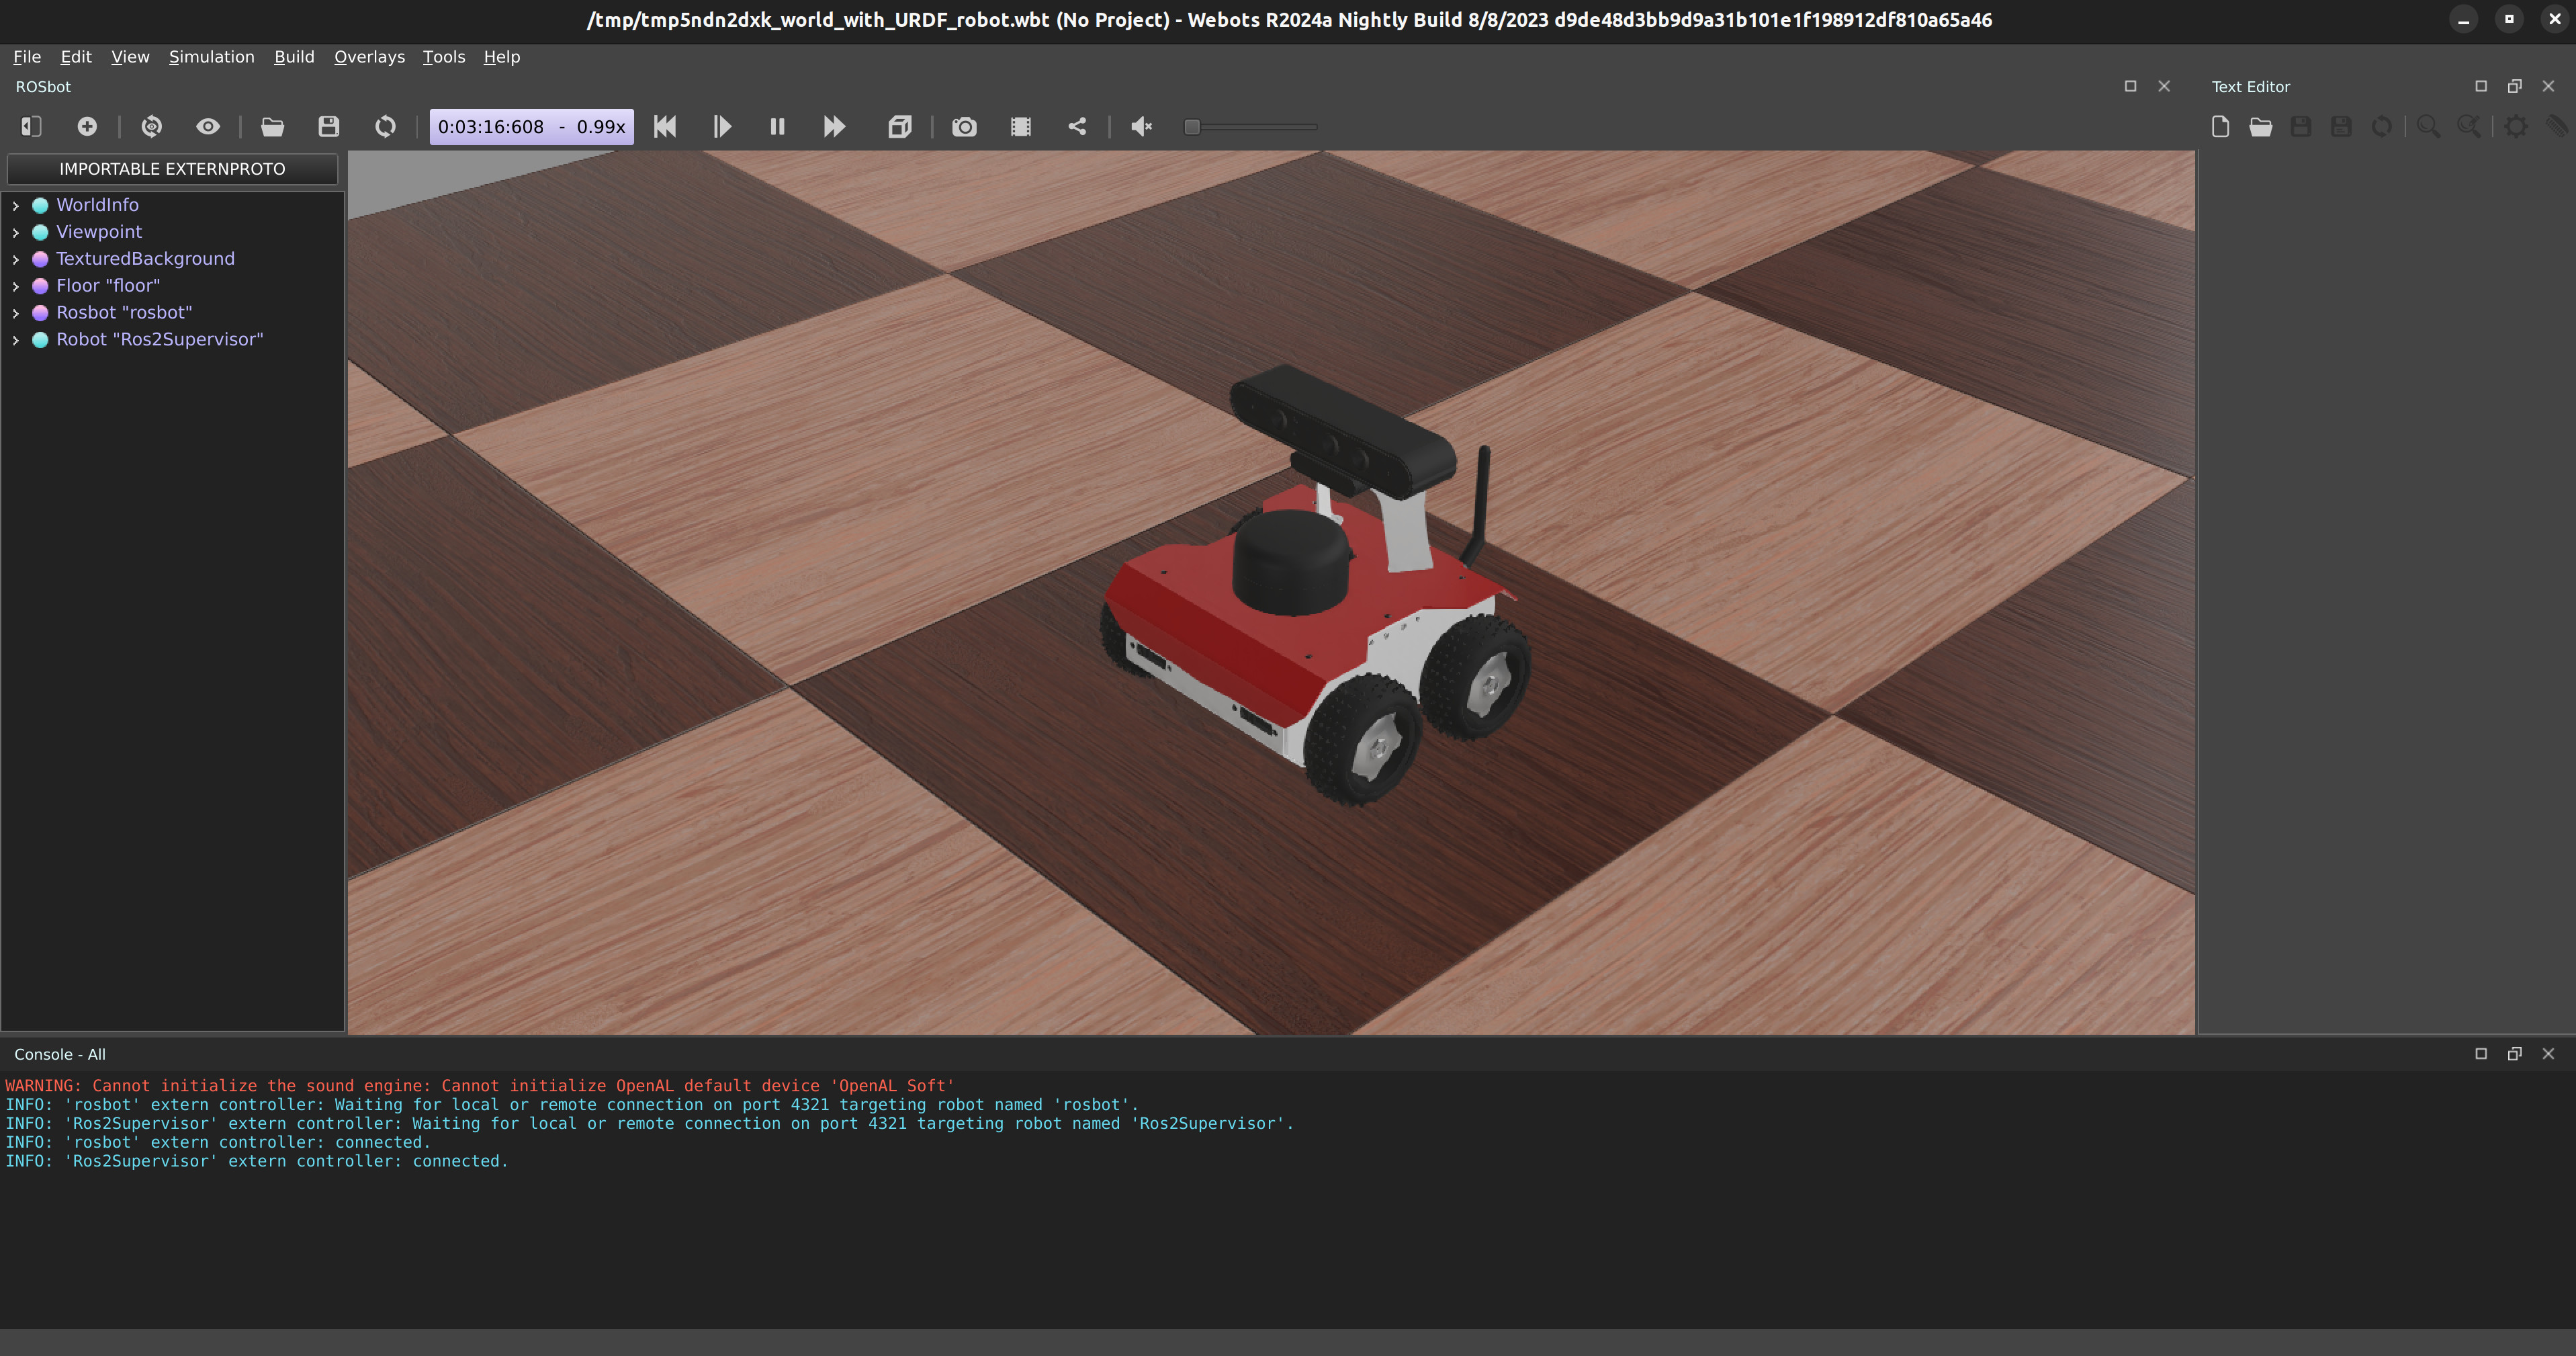 /tmp/tmp5ndn2dxk_world_with_URDF_robot.wbt (No Project) - Webots R2024a Nightly Build 8/8/2023 d9de48d3bb9d9a31b101e1f198912df810a65a46
File Edit View Simulation Build Overlays Tools Help
ROSbot
Text Editor
0:03:16:608 - 0.99x
IMPORTABLE EXTERNPROTO
WorldInfo
Viewpoint
TexturedBackground
Floor "floor"
Rosbot "rosbot"
Robot "Ros2Supervisor"
Console - All
WARNING: Cannot initialize the sound engine: Cannot initialize OpenAL default device 'OpenAL Soft'
INFO: 'rosbot' extern controller: Waiting for local or remote connection on port 4321 targeting robot named 'rosbot'.
INFO: 'Ros2Supervisor' extern controller: Waiting for local or remote connection on port 4321 targeting robot named 'Ros2Supervisor'.
INFO: 'rosbot' extern controller: connected.
INFO: 'Ros2Supervisor' extern controller: connected.